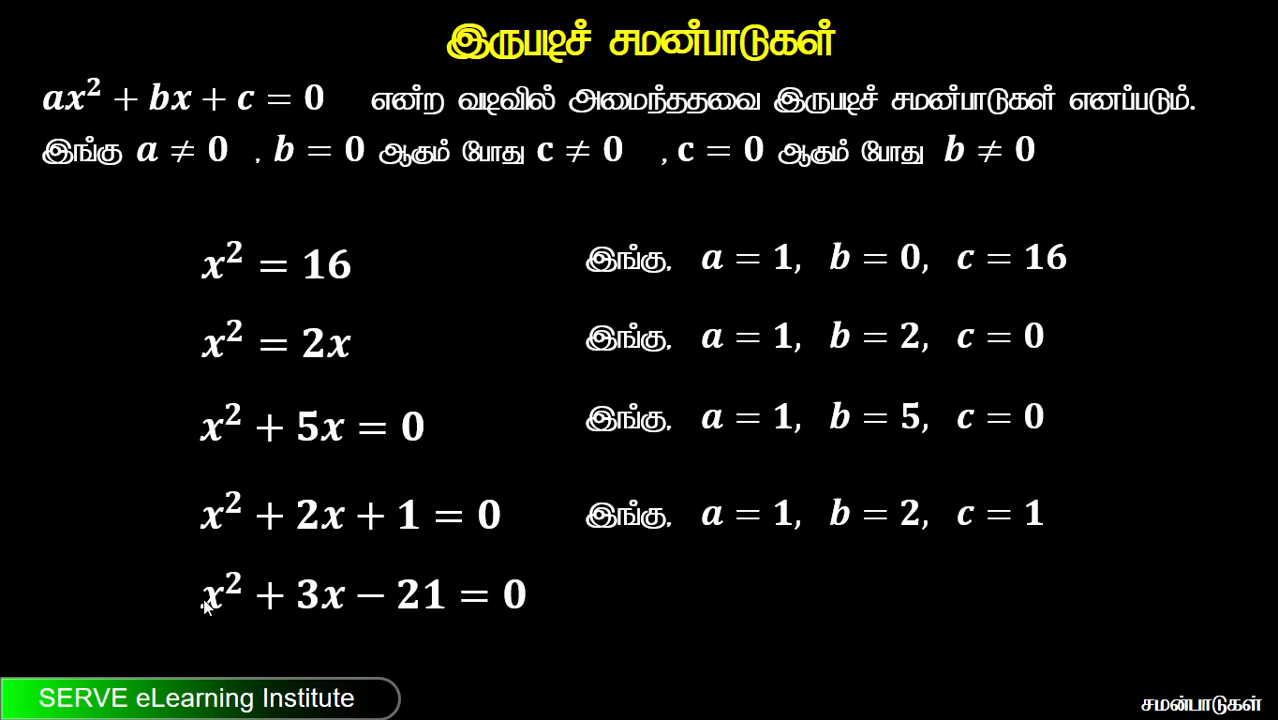 இருபடிச் சமன்பாடுகள்
ax² + bx + c = 0 என்ற வடிவில் அமைந்ததவை இருபடிச் சமன்பாடுகள் எனப்படும்.
இங்கு a ≠ 0 , b = 0 ஆகும் போது c ≠ 0 , c = 0 ஆகும் போது b ≠ 0
x² = 16 இங்கு, a = 1, b = 0, c = 16
x² = 2x இங்கு, a = 1, b = 2, c = 0
x² + 5x = 0 இங்கு, a = 1, b = 5, c = 0
x² + 2x + 1 = 0 இங்கு, a = 1, b = 2, c = 1
x² + 3x − 21 = 0
SERVE eLearning Institute சமன்பாடுகள்